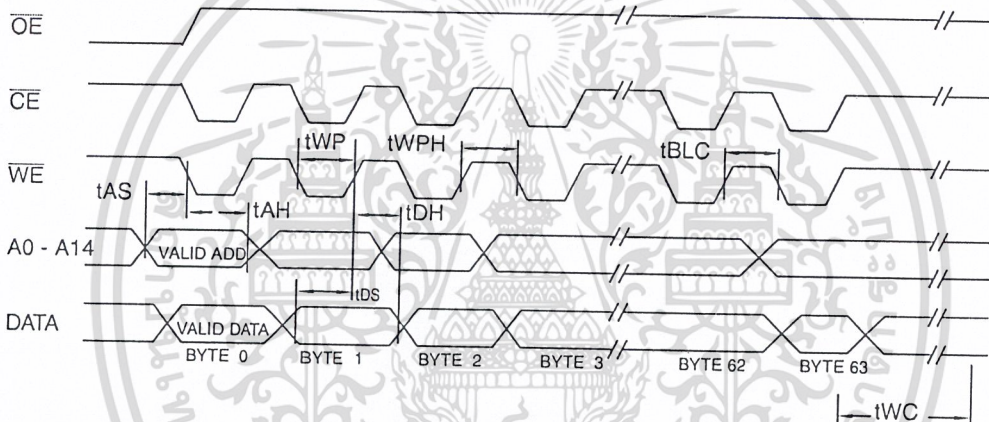 OE
CE
tWP tWPH tBLC
WE
tAS
tAH tDH
A0 - A14 VALID ADD
tDS
DATA VALID DATA
BYTE 0 BYTE 1 BYTE 2 BYTE 3 BYTE 62 BYTE 63
tWC